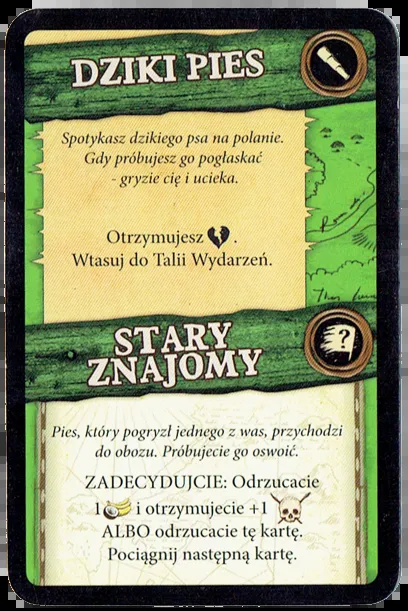 DZIKI PIES
Spotykasz dzikiego psa na polanie.
Gdy próbujesz go pogłaskać
- gryzie cię i ucieka.
Otrzymujesz .
Wtasuj do Talii Wydarzeń.
STARY
ZNAJOMY
?
Pies, który pogryzł jednego z was, przychodzi
do obozu. Próbujecie go oswoić.
ZADECYDUJCIE: Odrzucacie
1 i otrzymujecie +1
ALBO odrzucacie tę kartę.
Pociągnij następną kartę.